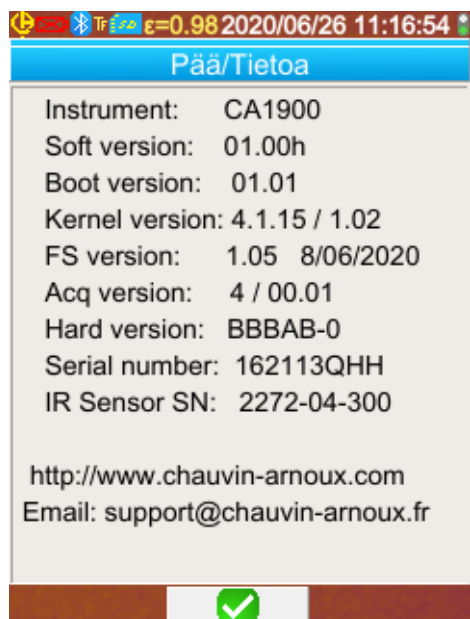 TF ε=0.98 2020/06/26 11:16:54
Pää/Tietoa
Instrument: CA1900
Soft version: 01.00h
Boot version: 01.01
Kernel version: 4.1.15 / 1.02
FS version: 1.05 8/06/2020
Acq version: 4 / 00.01
Hard version: BBBAB-0
Serial number: 162113QHH
IR Sensor SN: 2272-04-300
http://www.chauvin-arnoux.com
Email: support@chauvin-arnoux.fr